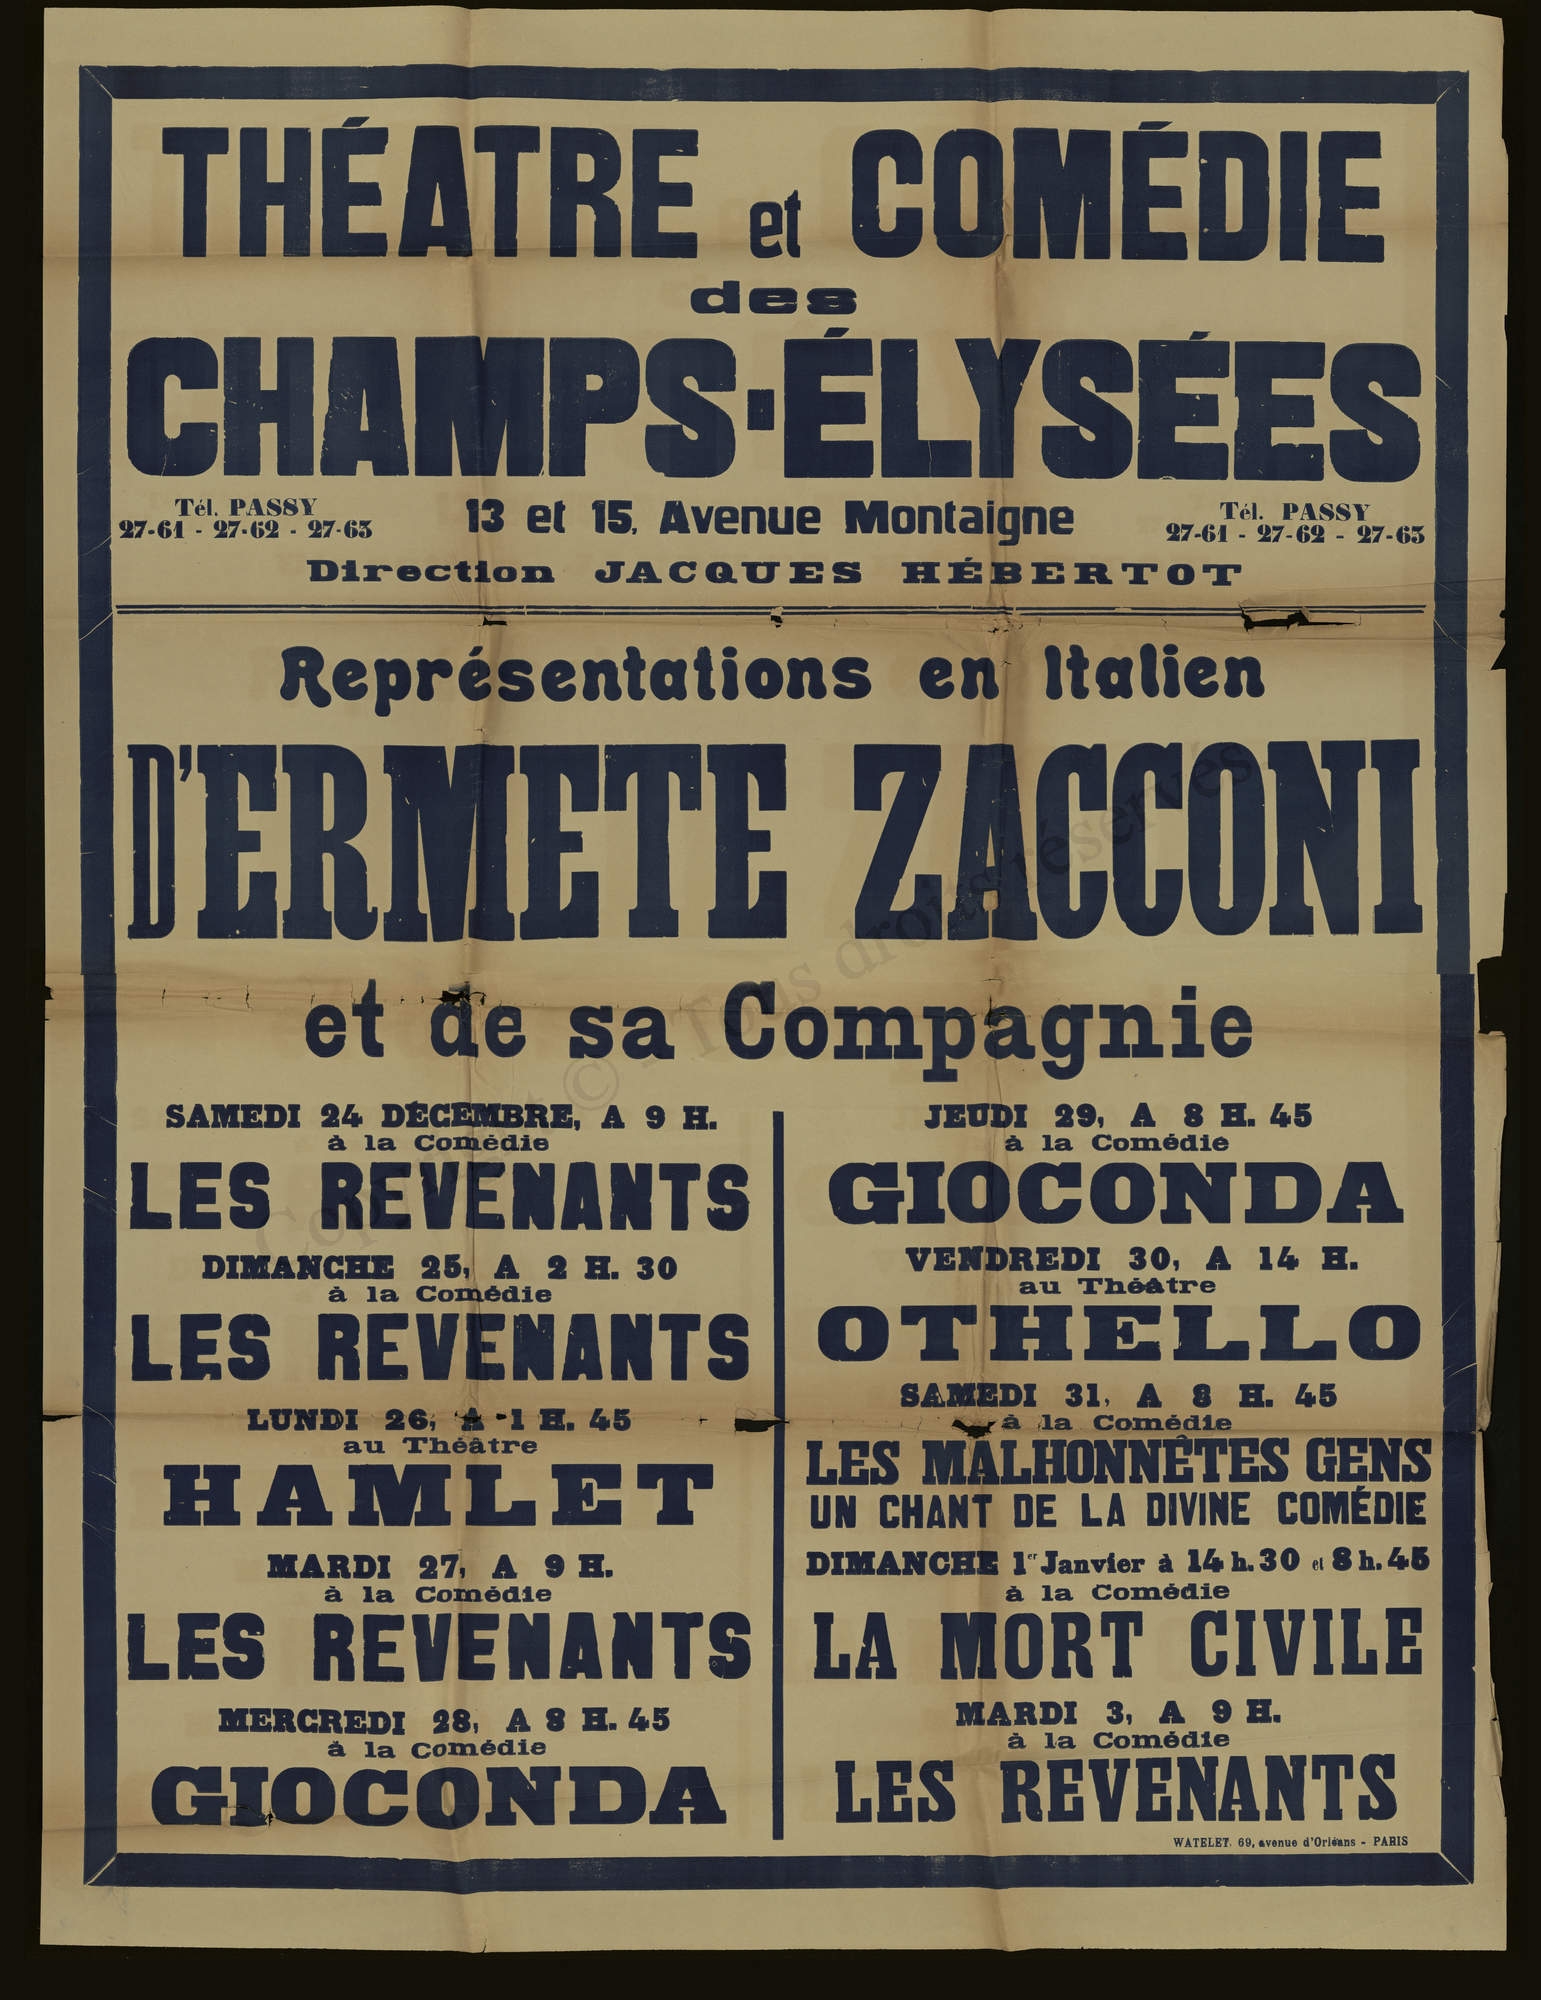 THÉATRE et COMÉDIE
des
CHAMPS-ÉLYSÉES
Tél. PASSY
27-61 - 27-62 - 27-63
13 et 15, Avenue Montaigne
Tél. PASSY
27-61 - 27-62 - 27-63
Direction JACQUES HÉBERTOT
Représentations en Italien
D'ERMETE ZACCONI
et de sa Compagnie
SAMEDI 24 DÉCEMBRE, A 9 H.
à la Comédie
LES REVENANTS
DIMANCHE 25, A 2 H. 30
à la Comédie
LES REVENANTS
LUNDI 26, A 1 H. 45
au Théâtre
HAMLET
MARDI 27, A 9 H.
à la Comédie
LES REVENANTS
MERCREDI 28, A 8 H. 45
à la Comédie
GIOCONDA
JEUDI 29, A 8 H. 45
à la Comédie
GIOCONDA
VENDREDI 30, A 14 H.
au Théâtre
OTHELLO
SAMEDI 31, A 8 H. 45
à la Comédie
LES MALHONNÊTES GENS
UN CHANT DE LA DIVINE COMÉDIE
DIMANCHE 1er Janvier à 14 h. 30 et 8 h. 45
à la Comédie
LA MORT CIVILE
MARDI 3, A 9 H.
à la Comédie
LES REVENANTS
WATELET, 69, avenue d'Orléans - PARIS
Copyright © Tous droits réservés.